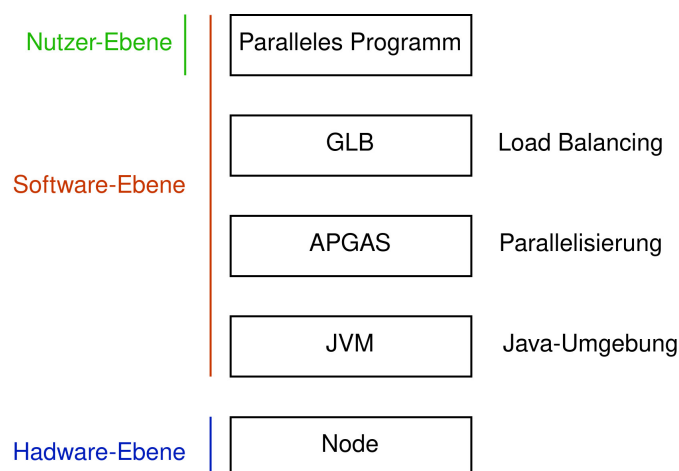 Nutzer-Ebene
Paralleles Programm
GLB
Load Balancing
Software-Ebene
APGAS
Parallelisierung
JVM
Java-Umgebung
Hadware-Ebene
Node